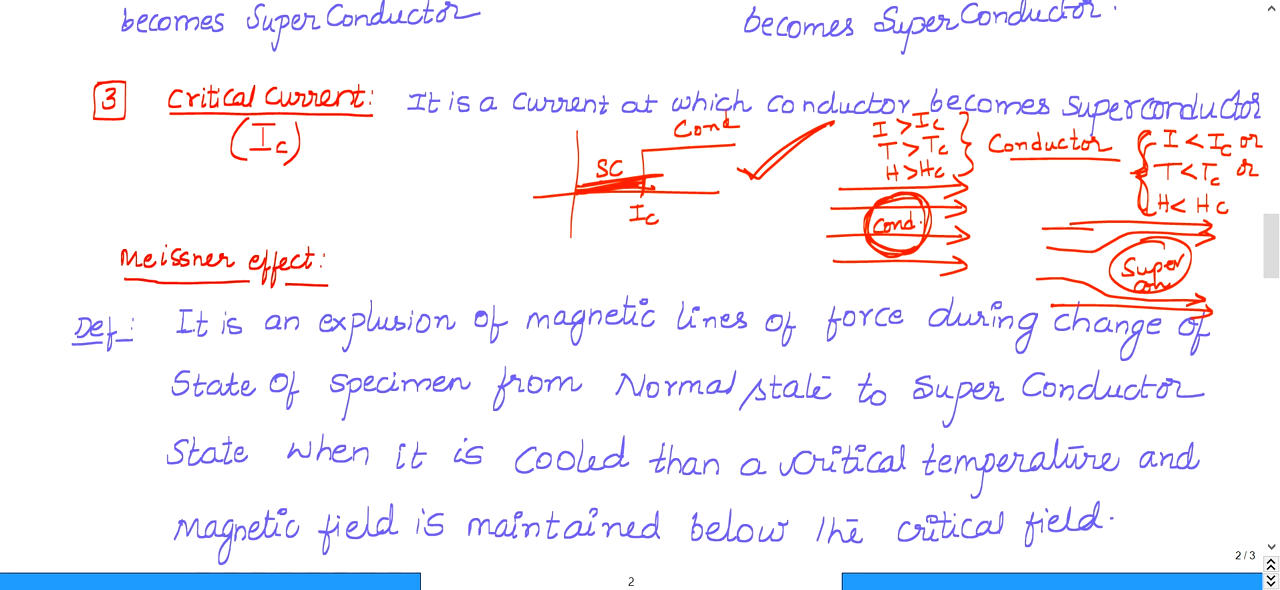 becomes Super Conductor becomes Super Conductor.
3 Critical Current: It is a current at which conductor becomes superconductor
(Ic)
Cond
SC
Ic
I > Ic
T > Tc
H > Hc
Conductor
I < Ic or
T < Tc or
H < Hc
Cond.
Super
con
Meissner effect:
Def: It is an explusion of magnetic lines of force during change of
State of specimen from Normal state to Super Conductor
State when it is cooled than a critical temperature and
Magnetic field is maintained below the critical field.
2/3
2